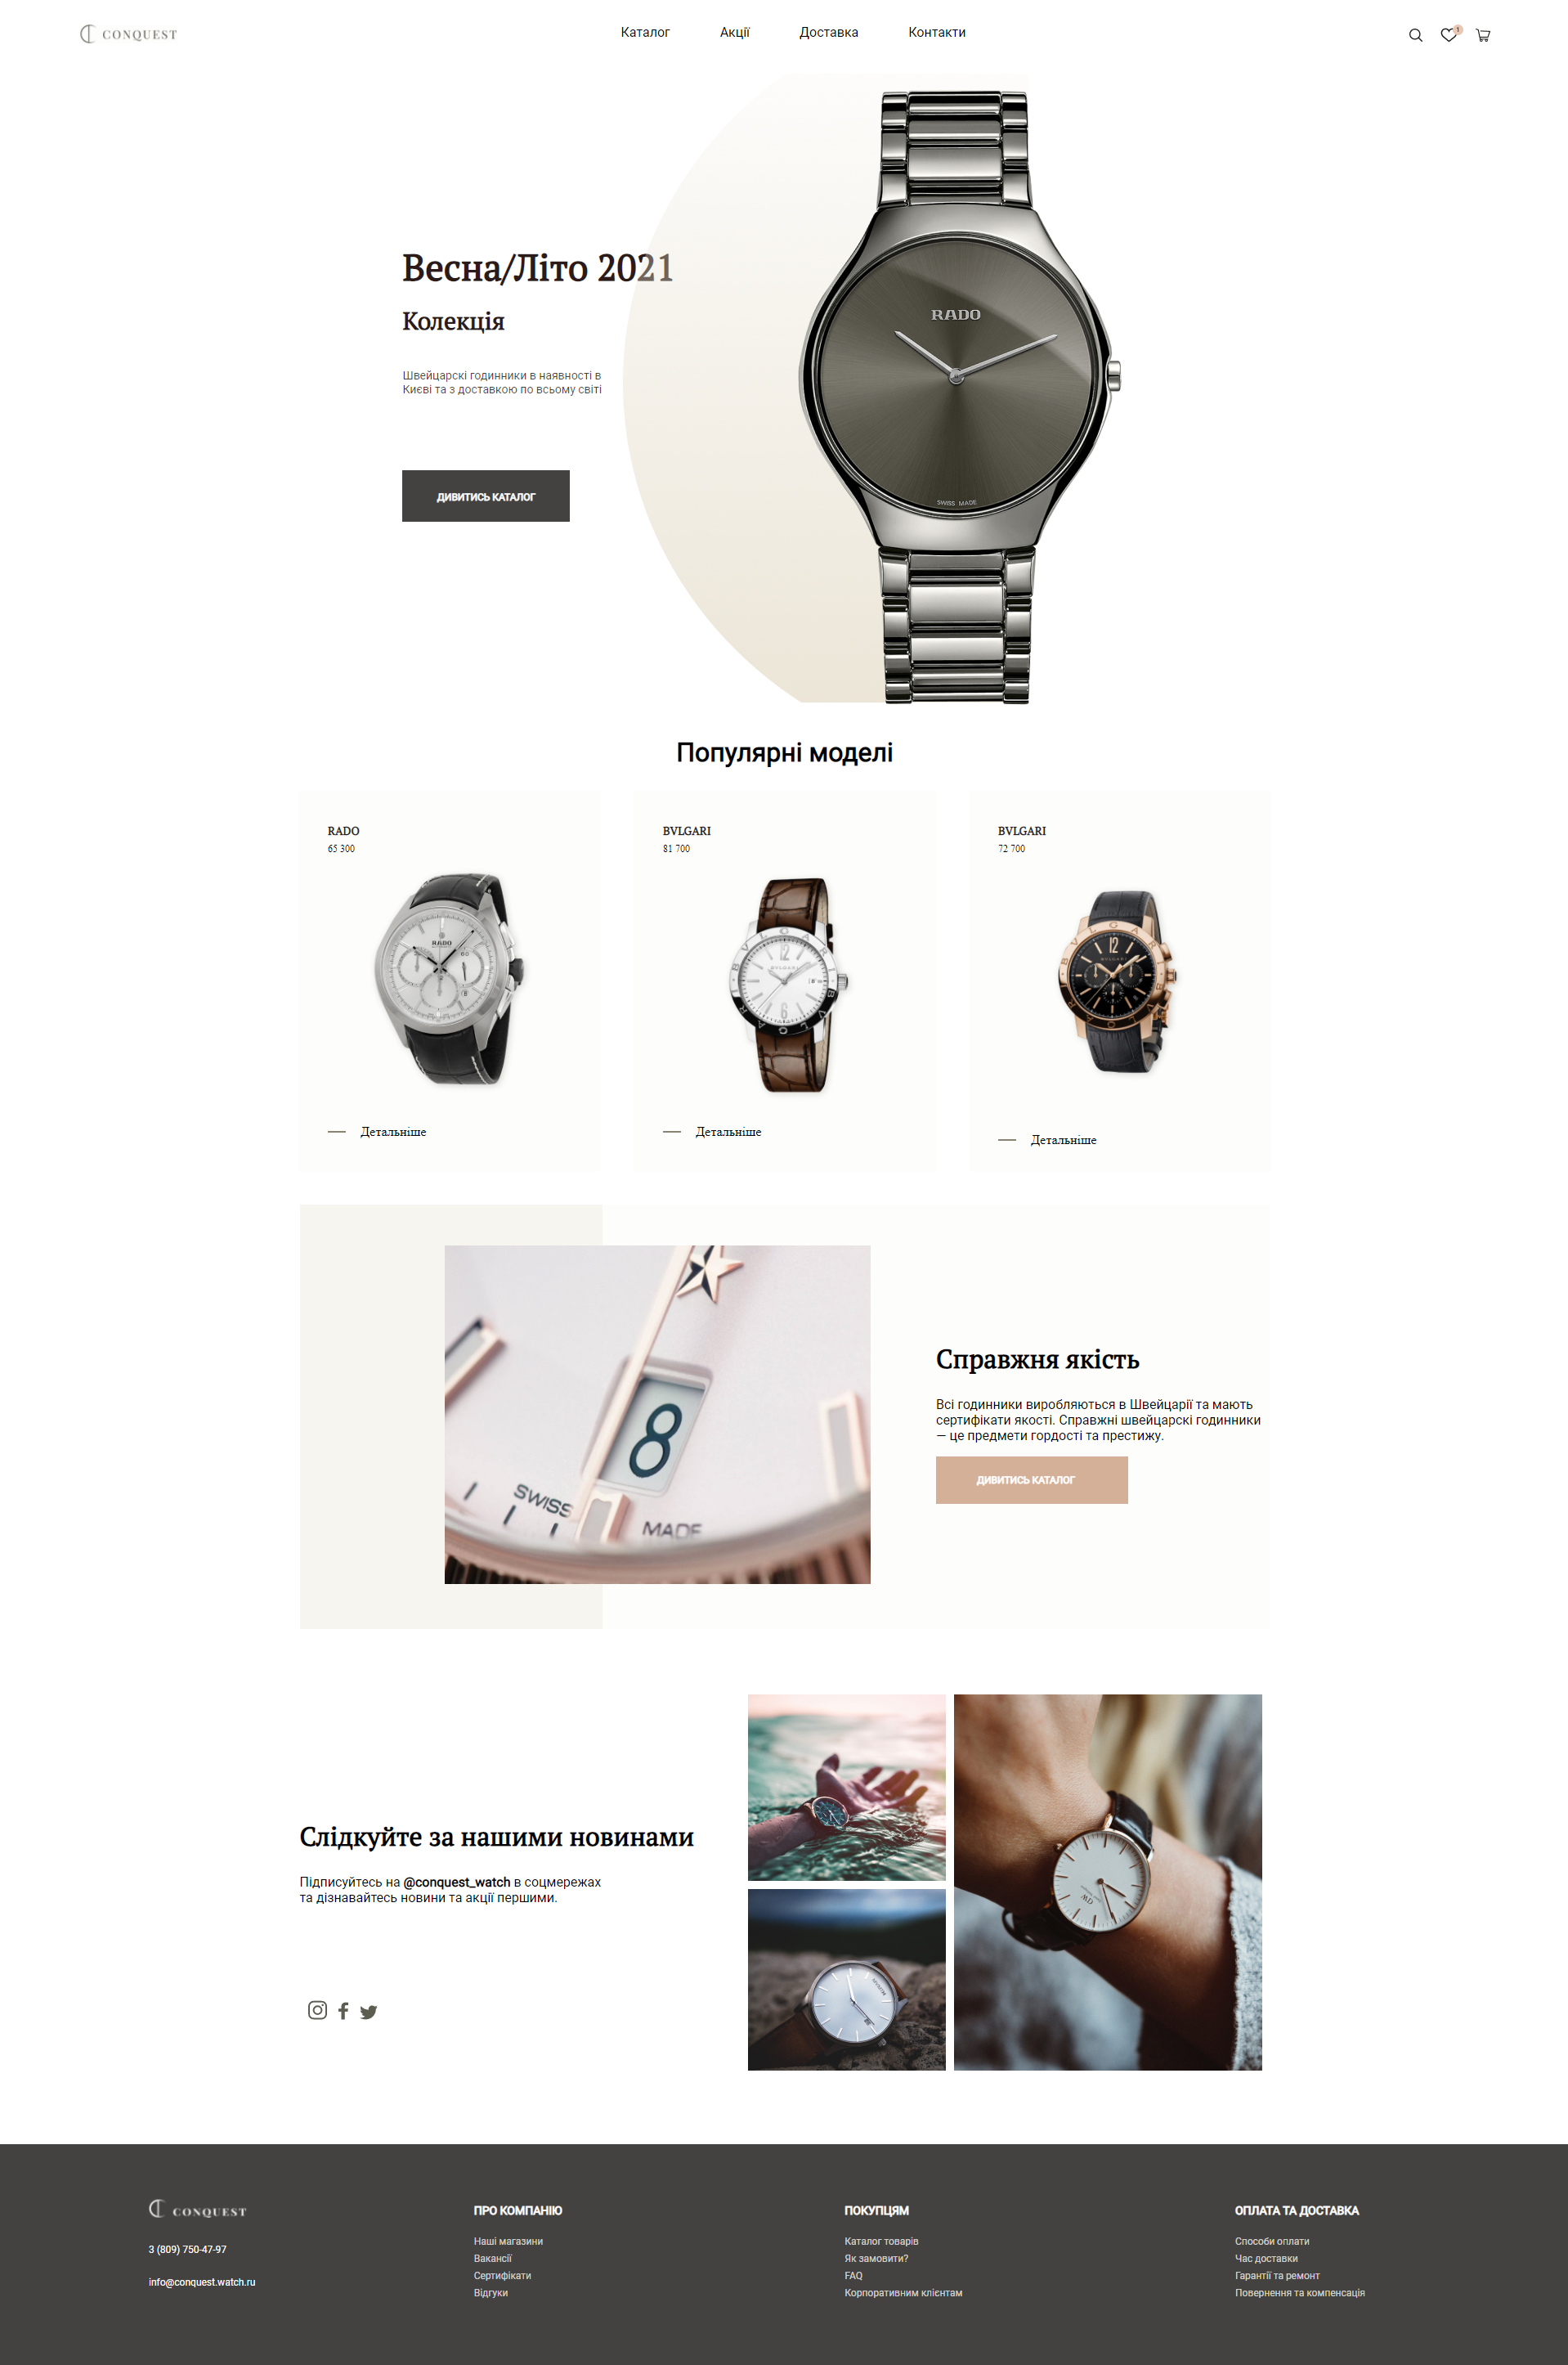 CONQUEST
Каталог
Акції
Доставка
Контакти
1
Весна/Літо 2021
Колекція
Швейцарскі годинники в наявності в
Києві та з доставкою по всьому світі
ДИВИТИСЬ КАТАЛОГ
RADO
SWISS MADE
Популярні моделі
RADO
65 300
RADO
Детальніше
BVLGARI
81 700
BVLGARI
Детальніше
BVLGARI
72 700
BVLGARI
Детальніше
8
SWISS MADE
Справжня якість
Всі годинники виробляються в Швейцарії та мають
сертифікати якості. Справжні швейцарскі годинники
— це предмети гордості та престижу.
ДИВИТИСЬ КАТАЛОГ
Слідкуйте за нашими новинами
Підписуйтесь на @conquest_watch в соцмережах
та дізнавайтесь новини та акції першими.
CONQUEST
3 (809) 750-47-97
info@conquest.watch.ru
ПРО КОМПАНІЮ
Наші магазини
Вакансії
Сертифікати
Відгуки
ПОКУПЦЯМ
Каталог товарів
Як замовити?
FAQ
Корпоративним клієнтам
ОПЛАТА ТА ДОСТАВКА
Способи оплати
Час доставки
Гарантії та ремонт
Повернення та компенсація